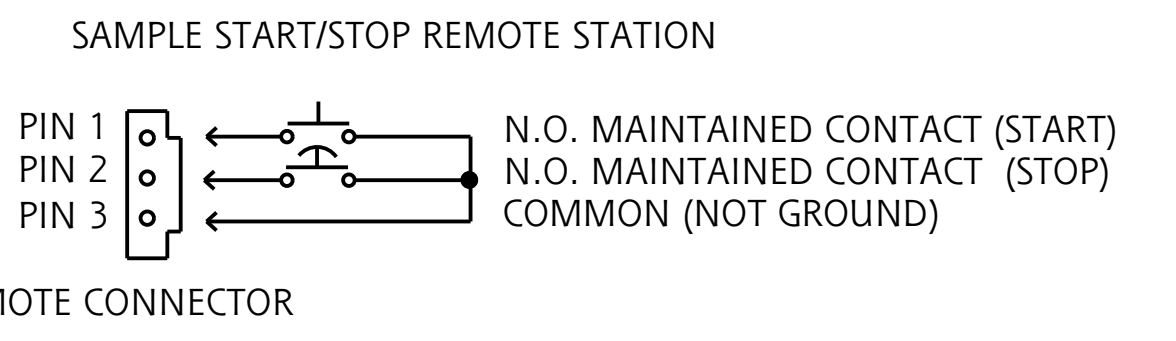 SAMPLE START/STOP REMOTE STATION
PIN 1 N.O. MAINTAINED CONTACT (START)
PIN 2 N.O. MAINTAINED CONTACT (STOP)
PIN 3 COMMON (NOT GROUND)
CONNECTOR